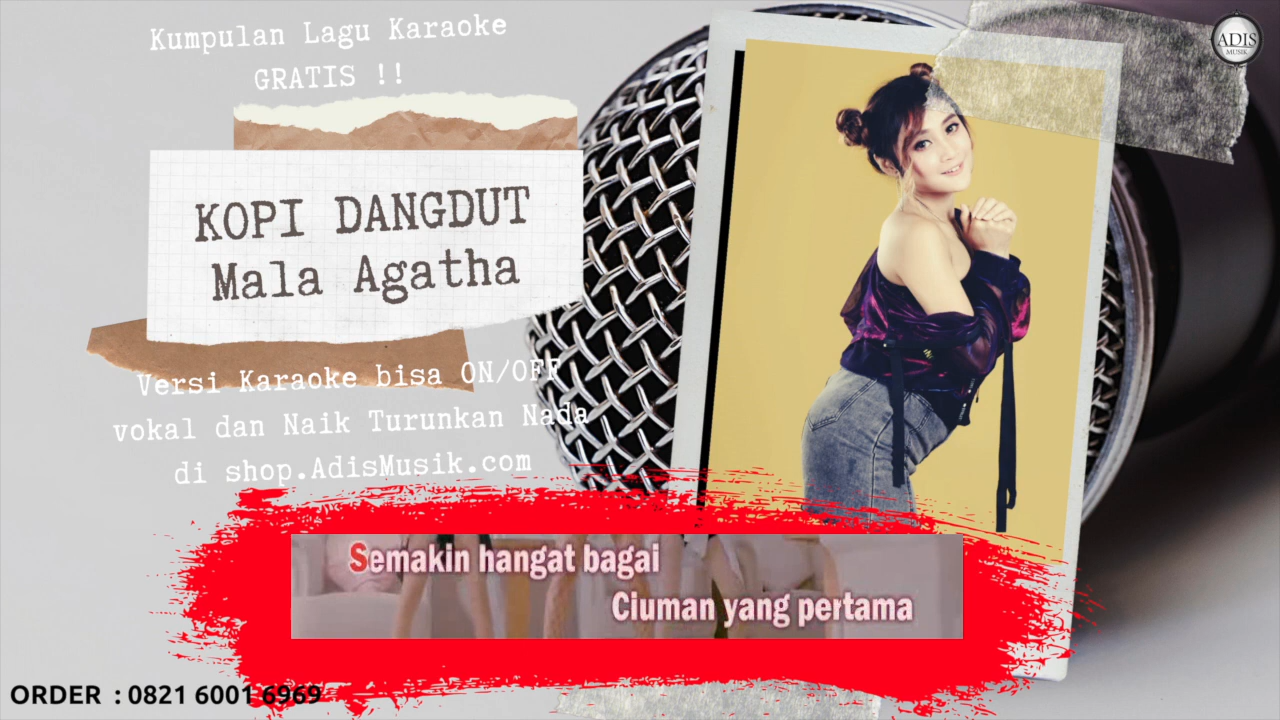 Kumpulan Lagu Karaoke
GRATIS !!
ADIS
MUSIK
KOPI DANGDUT
Mala Agatha
Versi Karaoke bisa ON/OFF
vokal dan Naik Turunkan Nada
di shop.AdisMusik.com
Semakin hangat bagai
Ciuman yang pertama
ORDER : 0821 6001 6969